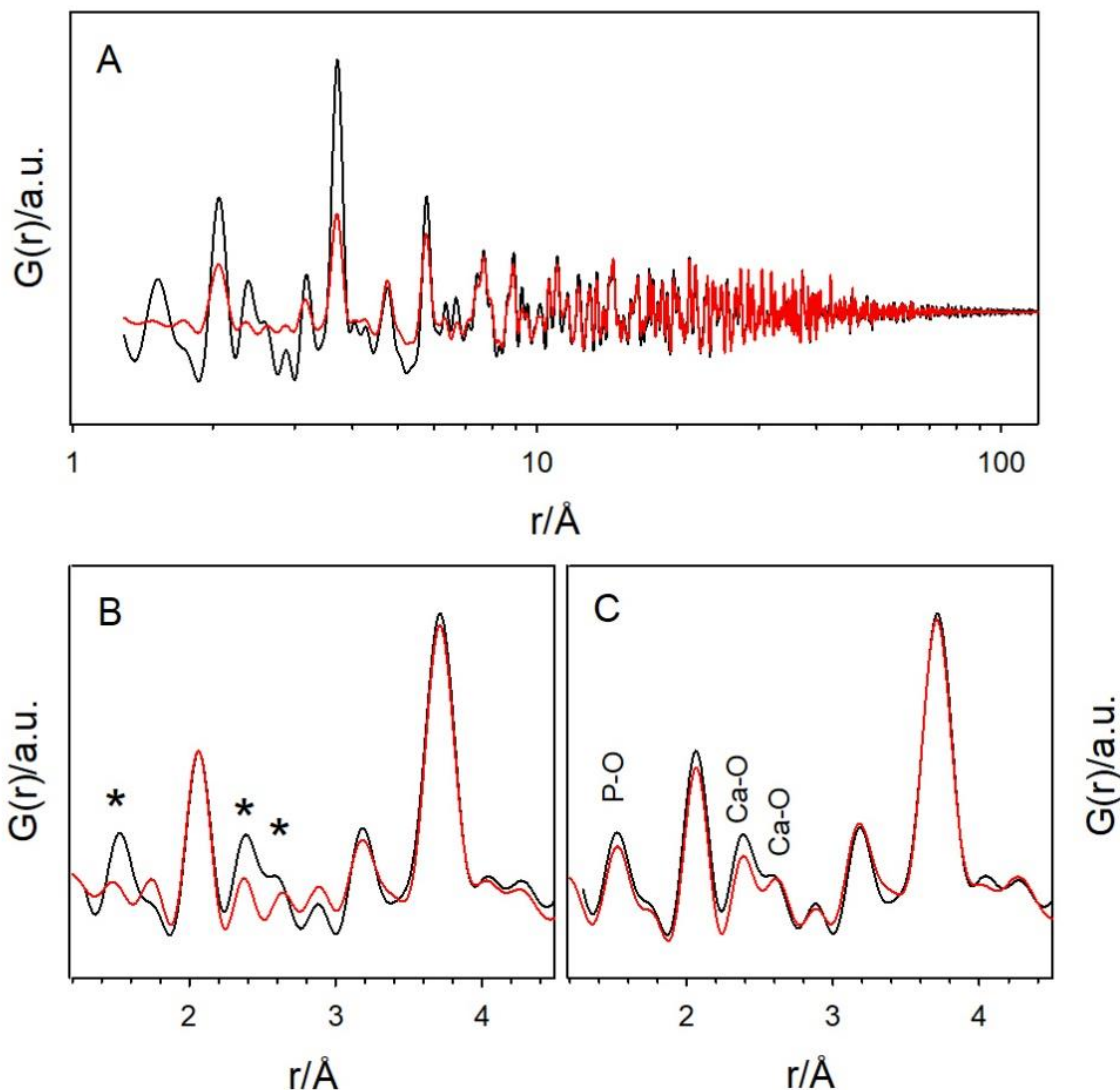 A
G(r)/a.u.
1 10 100
r/Å
B
*
*
*
G(r)/a.u.
2 3 4
r/Å
C
P-O
Ca-O
Ca-O
G(r)/a.u.
2 3 4
r/Å